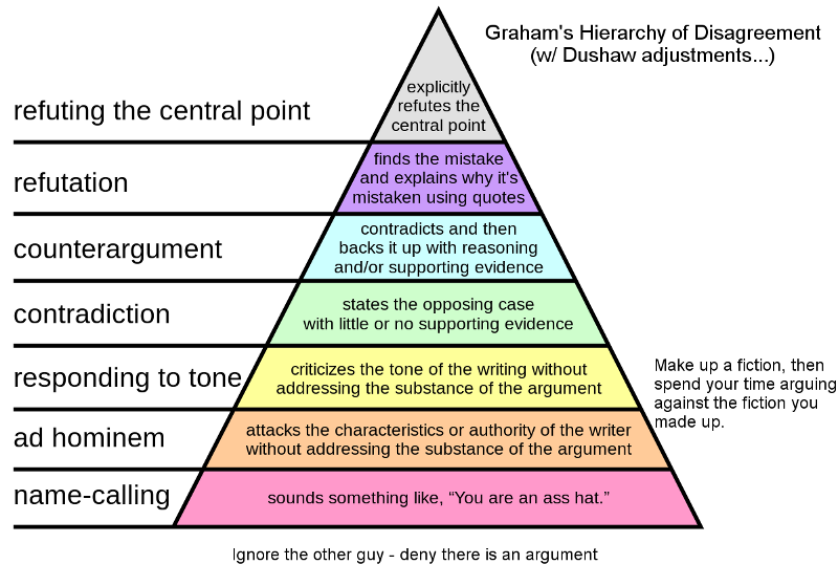 Graham's Hierarchy of Disagreement
(w/ Dushaw adjustments...)
refuting the central point
explicitly
refutes the
central point
refutation
finds the mistake
and explains why it's
mistaken using quotes
counterargument
contradicts and then
backs it up with reasoning
and/or supporting evidence
contradiction
states the opposing case
with little or no supporting evidence
responding to tone
criticizes the tone of the writing without
addressing the substance of the argument
Make up a fiction, then
spend your time arguing
against the fiction you
made up.
ad hominem
attacks the characteristics or authority of the writer
without addressing the substance of the argument
name-calling
sounds something like, “You are an ass hat.”
Ignore the other guy - deny there is an argument